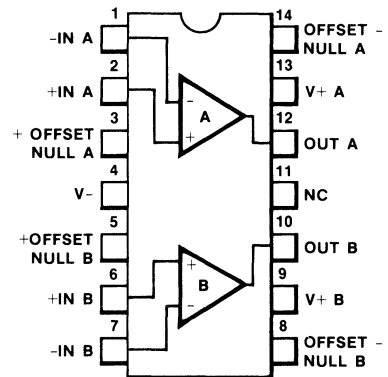 1
-IN A
2
+IN A
3
+ OFFSET
NULL A
4
V-
5
+OFFSET
NULL B
6
+IN B
7
-IN B
14
OFFSET -
NULL A
13
V+ A
12
OUT A
11
NC
10
OUT B
9
V+ B
8
OFFSET -
NULL B
-
A
+
+
B
-